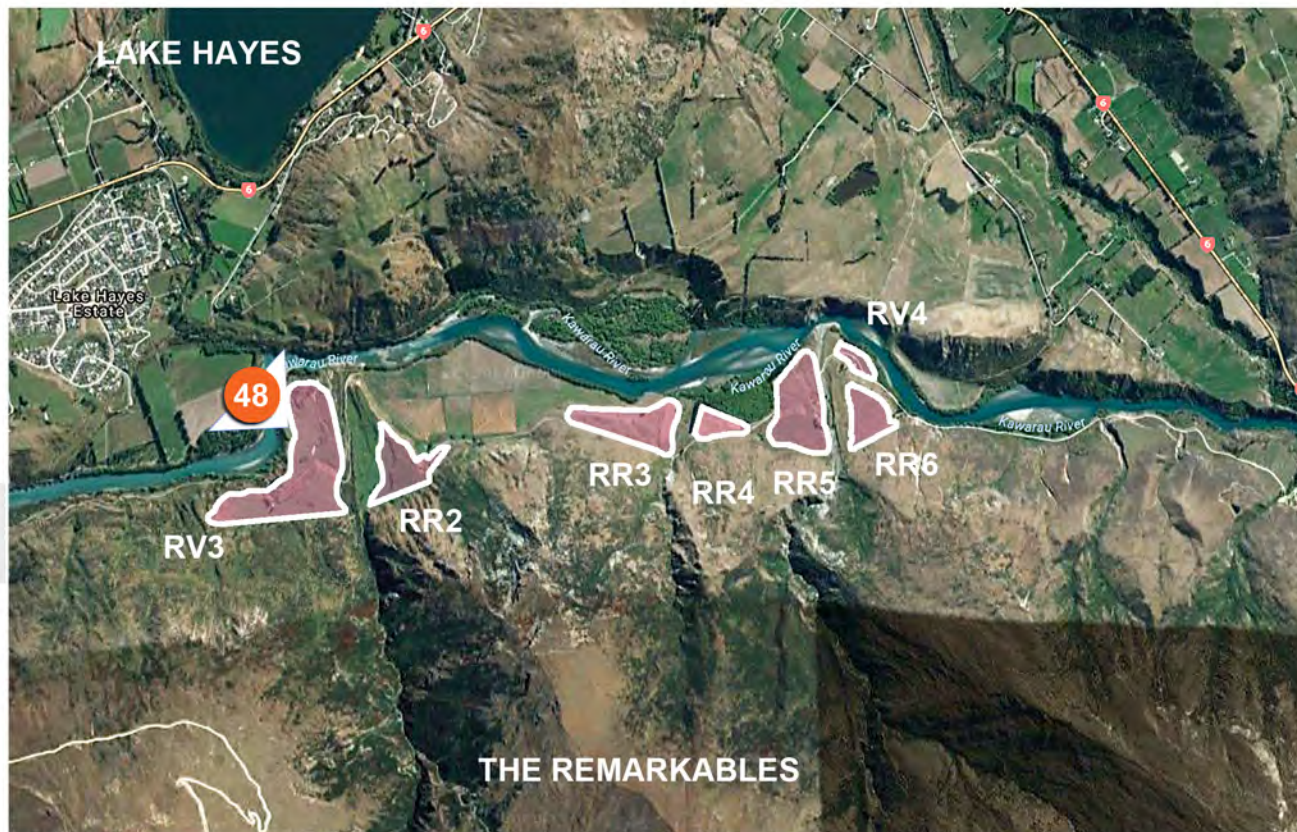 LAKE HAYES
6
6
6
6
Lake Hayes
Estate
RV4
Kawarau River
Kawarau River
Kawarau River
48
Kawarau River
RR3
RR4
RR5
RR6
RR2
RV3
THE REMARKABLES